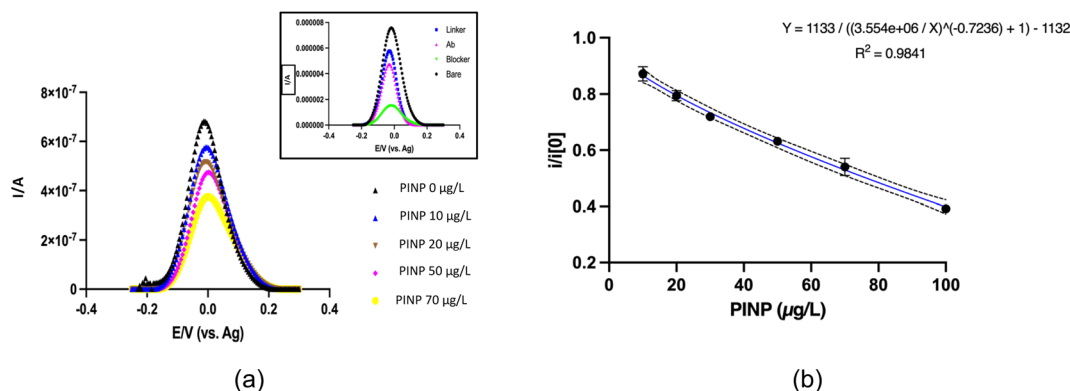 0.000008
0.000006
0.000004
0.000002
0.000000
I/A
-0.4 -0.2 0.0 0.2 0.4
E/V (vs. Ag)
Linker
Ab
Blocker
Bare
8×10⁻⁷
6×10⁻⁷
4×10⁻⁷
2×10⁻⁷
0
I/A
-0.4 -0.2 0.0 0.2 0.4
E/V (vs. Ag)
PINP 0 µg/L
PINP 10 µg/L
PINP 20 µg/L
PINP 50 µg/L
PINP 70 µg/L
(a)
Y = 1133 / ((3.554e+06 / X)^(-0.7236) + 1) - 1132
R² = 0.9841
1.0
0.8
0.6
0.4
0.2
i/i[0]
0 20 40 60 80 100
PINP (µg/L)
(b)